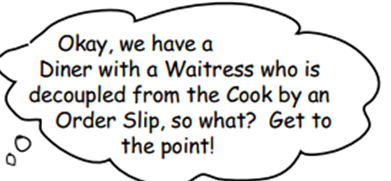 Okay, we have a
Diner with a Waitress who is
decoupled from the Cook by an
Order Slip, so what? Get to
the point!